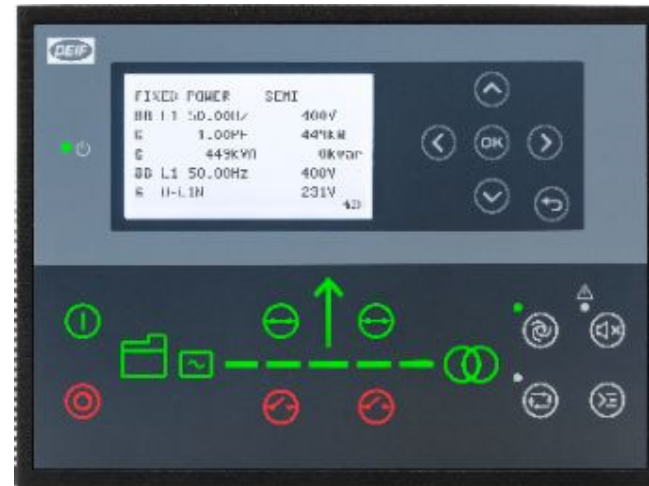 DEIF
FIXED POWER SEMI
BB L1 50.00Hz 400V
G 1.00PF 449kW
G 449kVA 0kvar
BB L1 50.00Hz 400V
G U-L1N 231V
OK